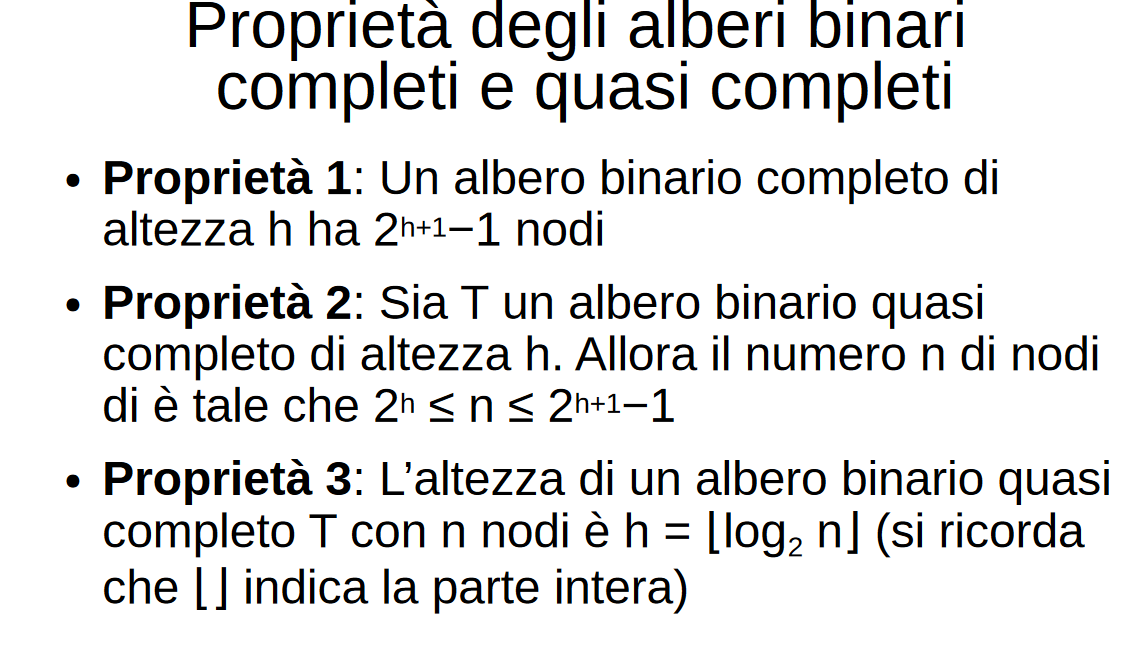 Proprietà degli alberi binari
completi e quasi completi
• Proprietà 1: Un albero binario completo di
altezza h ha 2ʰ⁺¹−1 nodi
• Proprietà 2: Sia T un albero binario quasi
completo di altezza h. Allora il numero n di nodi
di è tale che 2ʰ ≤ n ≤ 2ʰ⁺¹−1
• Proprietà 3: L’altezza di un albero binario quasi
completo T con n nodi è h = ⌊log₂ n⌋ (si ricorda
che ⌊ ⌋ indica la parte intera)